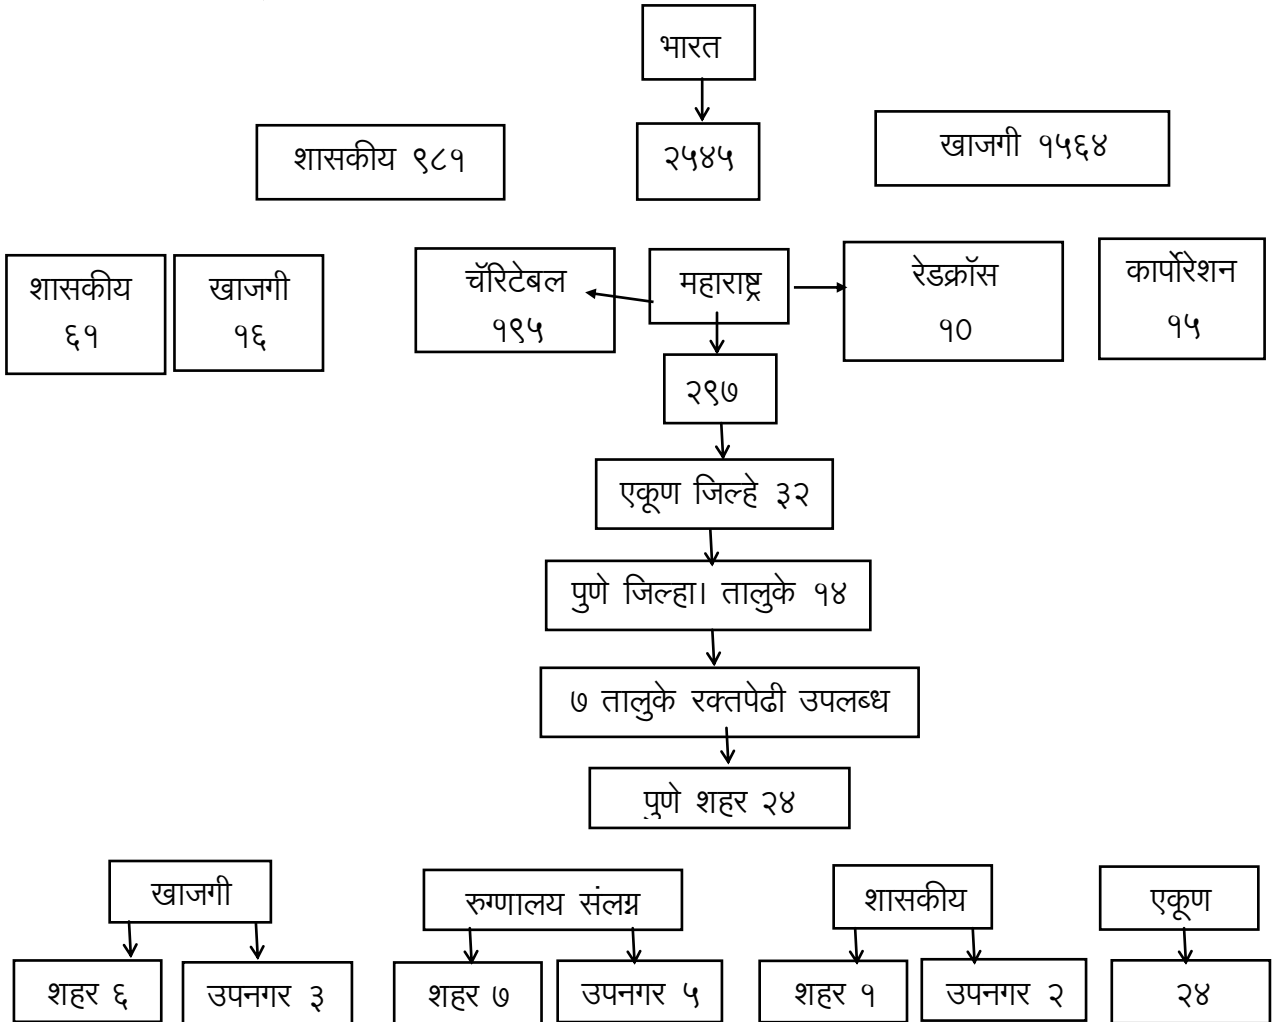 भारत
शासकीय ९८१
२५४५
खाजगी १५६४
शासकीय
६१
खाजगी
१६
चॅरिटेबल
१९५
महाराष्ट्र
रेडक्रॉस
१०
कार्पोरेशन
१५
२९७
एकूण जिल्हे ३२
पुणे जिल्हा। तालुके १४
७ तालुके रक्तपेढी उपलब्ध
पुणे शहर २४
खाजगी
रुग्णालय संलग्न
शासकीय
एकूण
शहर ६
उपनगर ३
शहर ७
उपनगर ५
शहर १
उपनगर २
२४